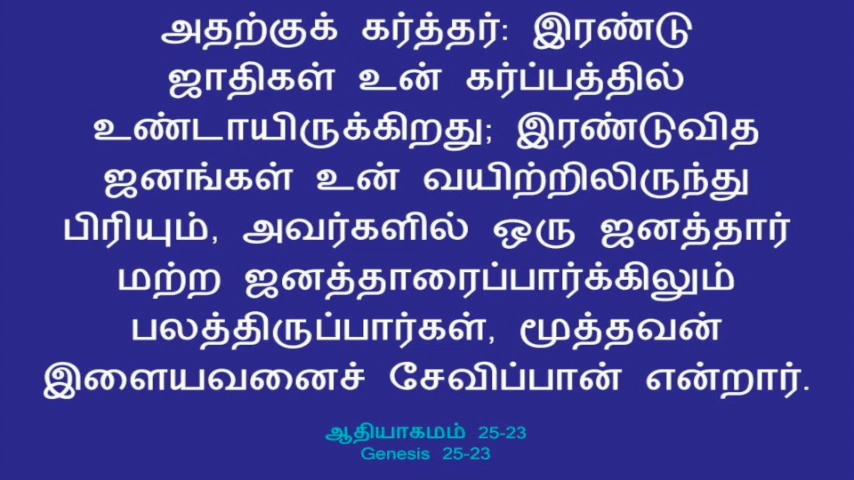 அதற்குக் கர்த்தர்: இரண்டு
ஜாதிகள் உன் கர்ப்பத்தில்
உண்டாயிருக்கிறது; இரண்டுவித
ஜனங்கள் உன் வயிற்றிலிருந்து
பிரியும், அவர்களில் ஒரு ஜனத்தார்
மற்ற ஜனத்தாரைப்பார்க்கிலும்
பலத்திருப்பார்கள், மூத்தவன்
இளையவனைச் சேவிப்பான் என்றார்.
ஆதியாகமம் 25-23
Genesis 25-23